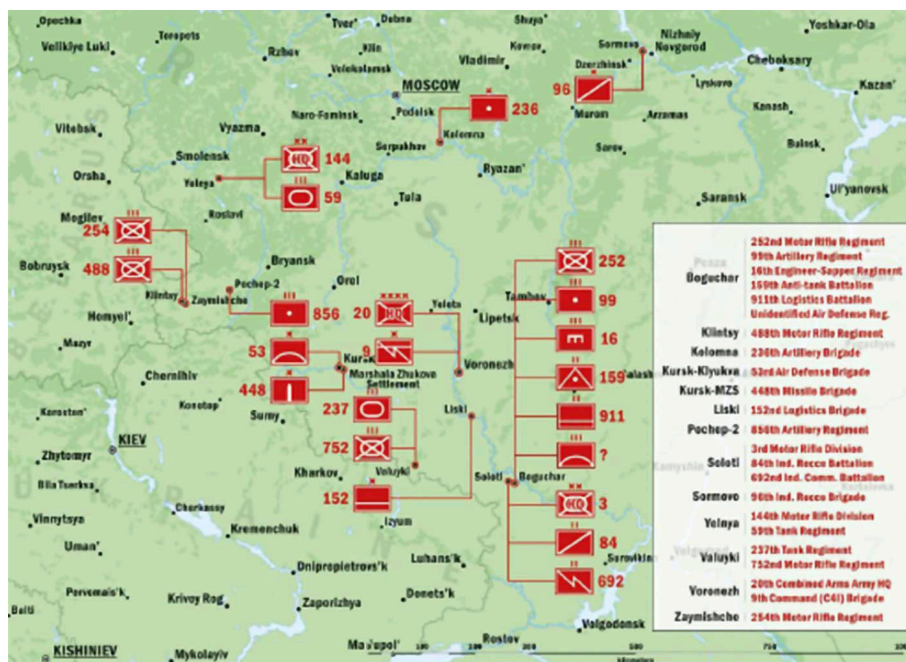 Opochka
Tver'
Dubna
Shuya
Yoshkar-Ola
Velikiye Luki
Toropets
Rzhev
Klin
Vladimir
Kovrov
Sormovo
Nizhniy
Novgorod
Volokolamsk
Dzerzhinsk
Cheboksary
MOSCOW
96
Lyskovo
Kazan'
236
Podolsk
Naro-Faminsk
Murom
Arzamas
Kanash
Vitebsk
Vyazma
Kolomna
Smolensk
HQ
144
Serpukhov
Sorov
Buinsk
Orsha
Yelnya
Kaluga
Ryazan'
59
Tula
Saransk
Ul'yanovsk
Mogilev
Roslavl
254
488
Bobruysk
Bryansk
252
Klintsy
Zaymishche
Pochep-2
Orol
Yeleta
Tambov
99
Homyel'
856
20
HQ
Lipetsk
Mazyr
53
9
Kursk
Voronezh
16
E
Marshala Zhukova
Settlement
159
Chernihiv
448
Konotop
Sumy
237
Liski
911
KIEV
752
?
Zhytomyr
Kharkov
Valuyki
Soloti
Boguchar
Bila Tserkva
152
HQ
3
Cherkassy
Izyum
84
Vinnytsya
Kremenchuk
Uman'
Luhans'k
692
Dnipropietrovs'k
Pervomais'k
Donets'k
Krivoy Rog
Zaporizhya
Volgodonsk
KISHINIEV
Mykolayiv
Rostov
Boguchar
252nd Motor Rifle Regiment
99th Artillery Regiment
16th Engineer-Sapper Regiment
159th Anti-tank Battalion
911th Logistics Battalion
Unidentified Air Defense Reg.
Klintsy 488th Motor Rifle Regiment
Kolomna 236th Artillery Brigade
Kursk-Klyukva 53rd Air Defense Brigade
Kursk-MZS 448th Missile Brigade
Liski 152nd Logistics Brigade
Pochep-2 856th Artillery Regiment
Soloti
3rd Motor Rifle Division
84th Ind. Recco Battalion
692nd Ind. Comm. Battalion
Sormovo 96th Ind. Recco Brigade
Yelnya
144th Motor Rifle Division
59th Tank Regiment
Valuyki
237th Tank Regiment
752nd Motor Rifle Regiment
Voronezh
20th Combined Arms Army HQ
9th Command (C4I) Brigade
Zaymishche 254th Motor Rifle Regiment